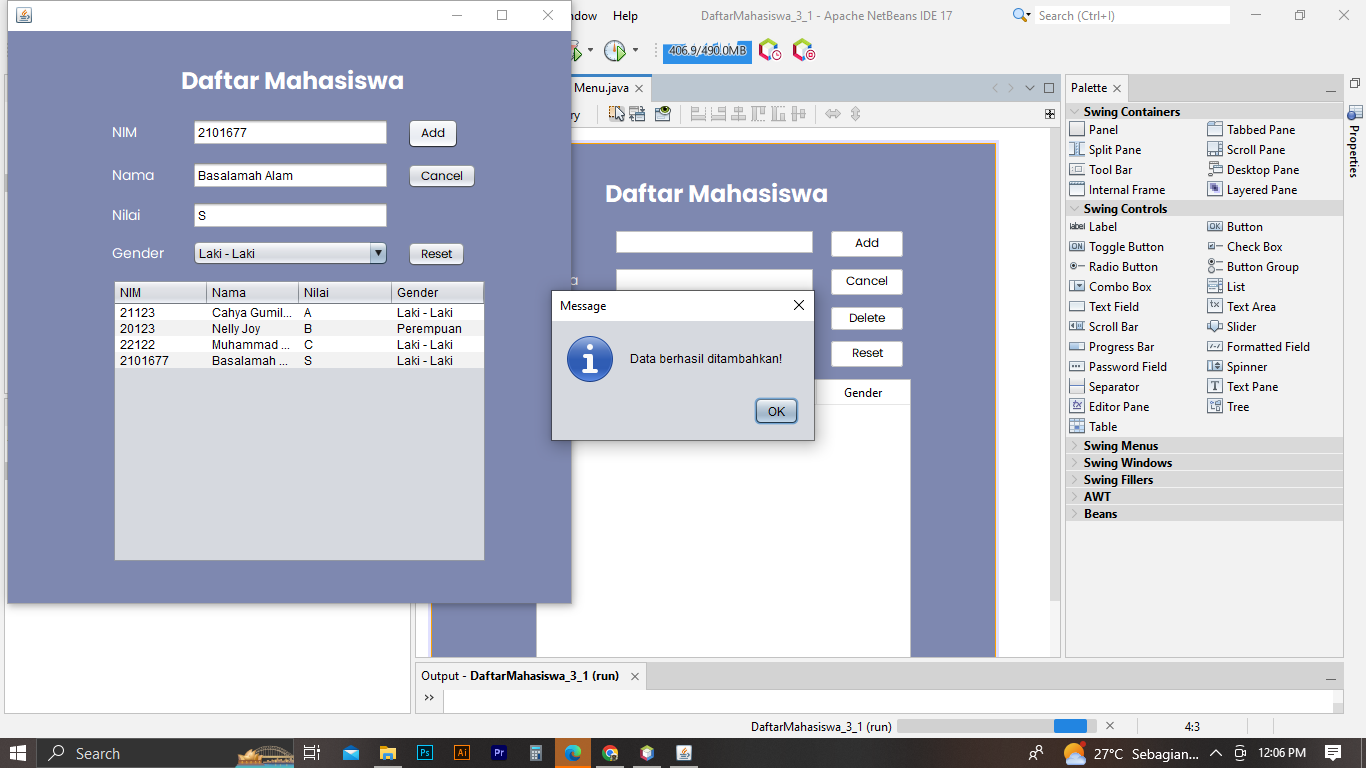 ndow Help DaftarMahasiswa_3_1 - Apache NetBeans IDE 17 Search (Ctrl+I)
406.9/490.0MB
Daftar Mahasiswa
NIM 2101677 Add
Nama Basalamah Alam Cancel
Nilai S
Gender Laki - Laki Reset
NIM Nama Nilai Gender
21123 Cahya Gumil... A Laki - Laki
20123 Nelly Joy B Perempuan
22122 Muhammad ... C Laki - Laki
2101677 Basalamah ... S Laki - Laki
Menu.java
ry
Daftar Mahasiswa
Add
a Cancel
Delete
Reset
Gender
Message
Data berhasil ditambahkan!
OK
Palette
Swing Containers
Panel Tabbed Pane
Split Pane Scroll Pane
Tool Bar Desktop Pane
Internal Frame Layered Pane
Swing Controls
Label Button
Toggle Button Check Box
Radio Button Button Group
Combo Box List
Text Field Text Area
Scroll Bar Slider
Progress Bar Formatted Field
Password Field Spinner
Separator Text Pane
Editor Pane Tree
Table
Swing Menus
Swing Windows
Swing Fillers
AWT
Beans
Properties
Output - DaftarMahasiswa_3_1 (run)
DaftarMahasiswa_3_1 (run) 4:3
Search Ps Ai Pr 27°C Sebagian... 12:06 PM